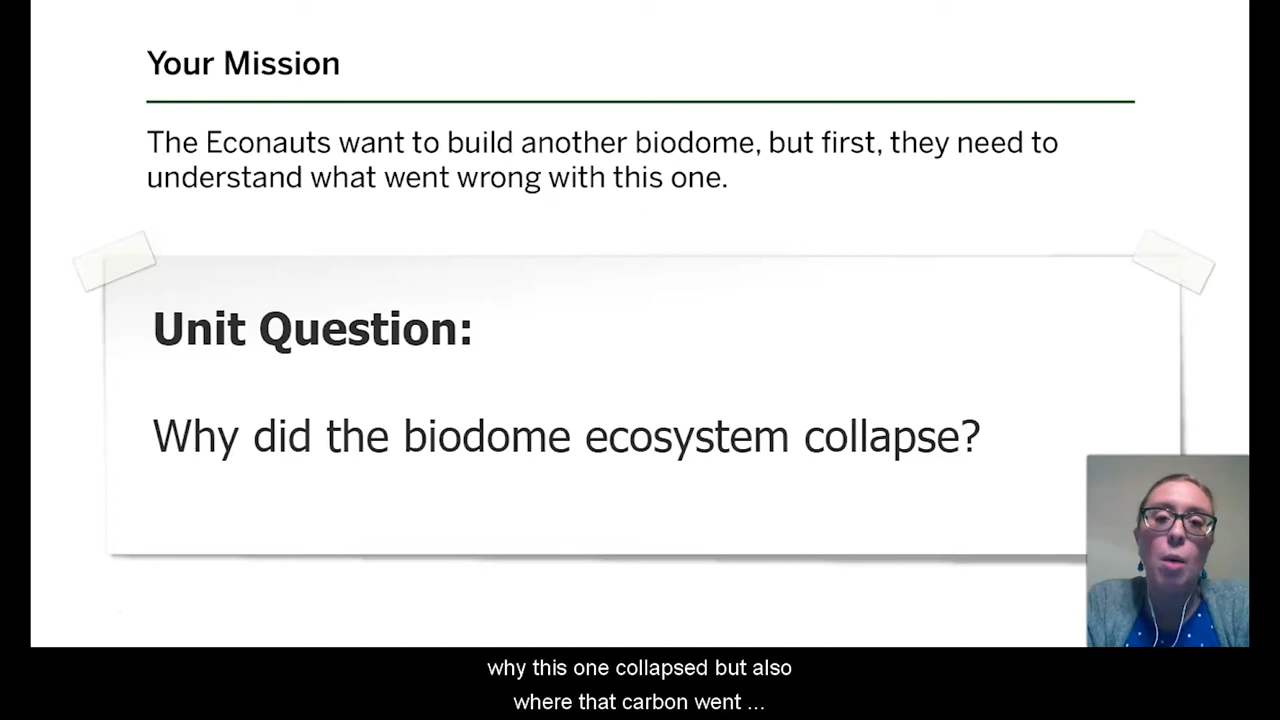 Your Mission
The Econauts want to build another biodome, but first, they need to
understand what went wrong with this one.
Unit Question:
Why did the biodome ecosystem collapse?
why this one collapsed but also
where that carbon went ...